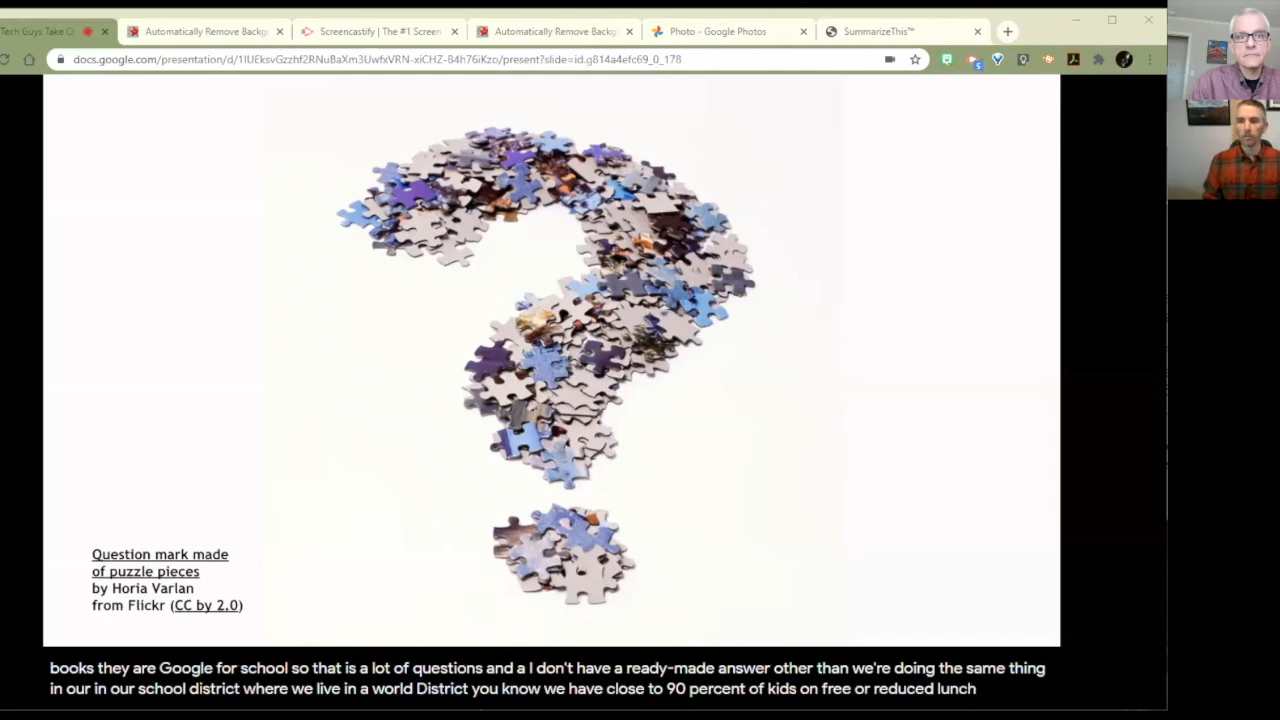 Tech Guys Take Q
Automatically Remove Backg
Screencastify | The #1 Screen
Automatically Remove Backg
Photo - Google Photos
SummarizeThis™
docs.google.com/presentation/d/1IUEksvGzzhf2RNuBaXm3UwfxVRN-xiCHZ-B4h76iKzo/present?slide=id.g814a4efc69_0_178
5
Question mark made
of puzzle pieces
by Horia Varlan
from Flickr (CC by 2.0)
books they are Google for school so that is a lot of questions and a I don't have a ready-made answer other than we're doing the same thing
in our in our school district where we live in a world District you know we have close to 90 percent of kids on free or reduced lunch